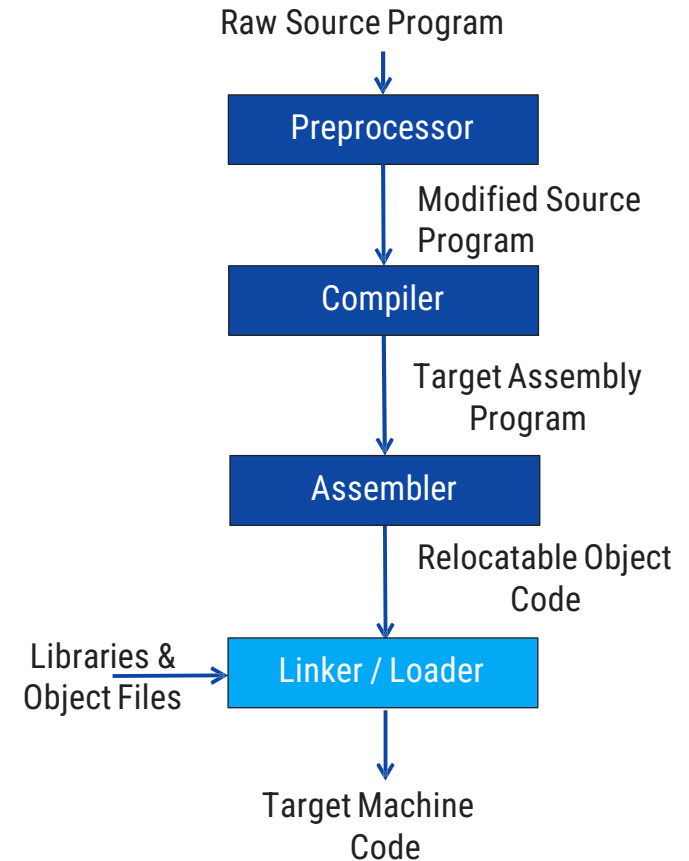 Raw Source Program
Preprocessor
Modified Source
Program
Compiler
Target Assembly
Program
Assembler
Relocatable Object
Code
Libraries &
Object Files
Linker / Loader
Target Machine
Code